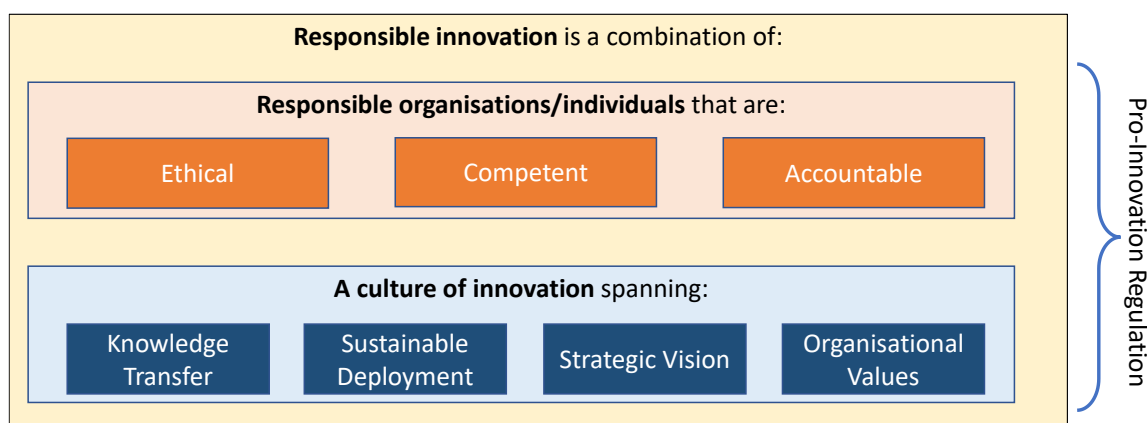 Responsible innovation is a combination of:
Responsible organisations/individuals that are:
Ethical
Competent
Accountable
A culture of innovation spanning:
Knowledge
Transfer
Sustainable
Deployment
Strategic Vision
Organisational
Values
Pro-Innovation Regulation